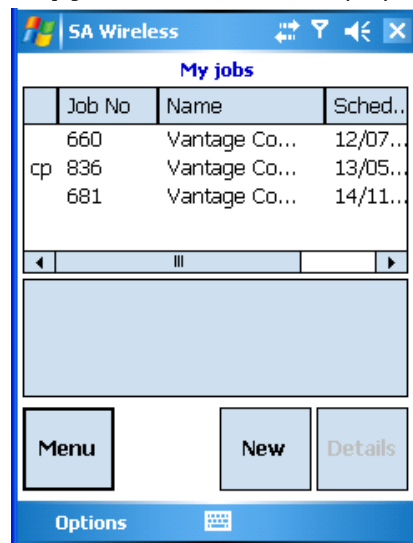 SA Wireless
My jobs
Job No Name Sched..
660 Vantage Co... 12/07...
cp 836 Vantage Co... 13/05...
681 Vantage Co... 14/11...
Menu New Details
Options